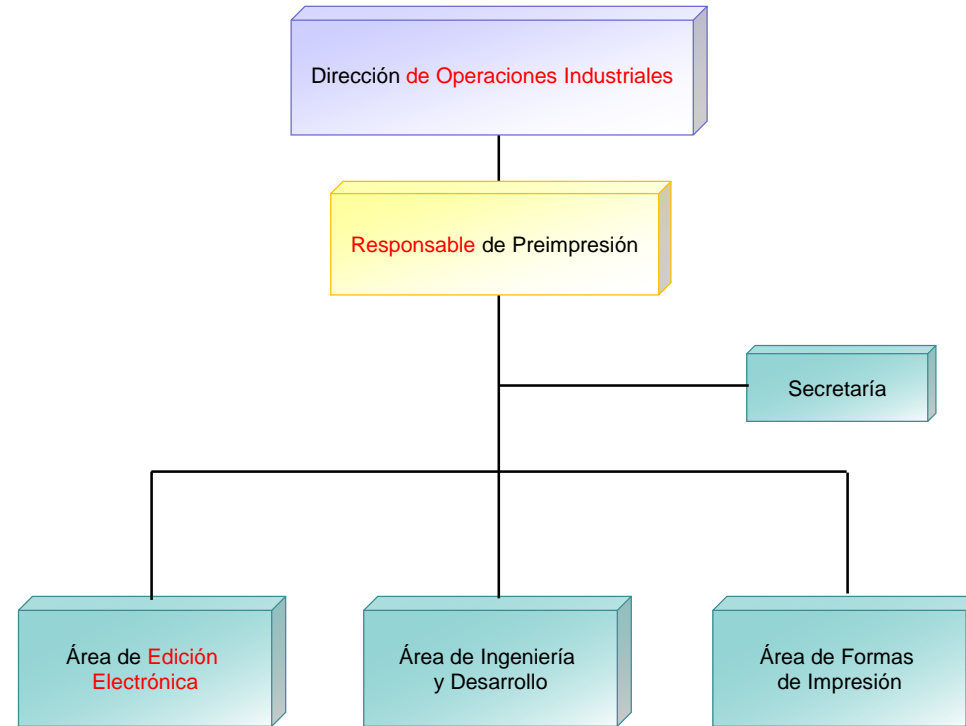 Dirección de Operaciones Industriales
Responsable de Preimpresión
Secretaría
Área de Edición
Electrónica
Área de Ingeniería
y Desarrollo
Área de Formas
de Impresión